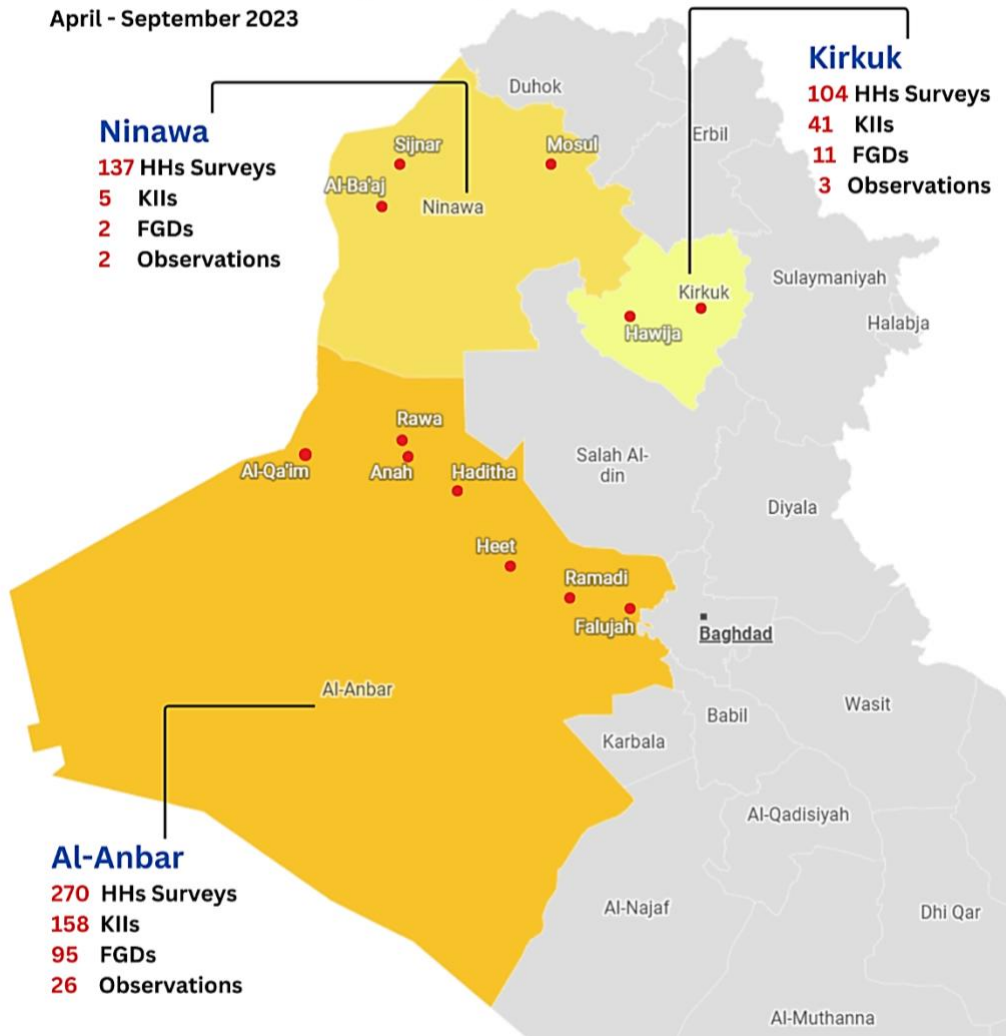 April - September 2023
Kirkuk
104 HHs Surveys
41 KIIs
11 FGDs
3 Observations
Ninawa
137 HHs Surveys
5 KIIs
2 FGDs
2 Observations
Duhok
Erbil
Sijnar
Mosul
Al-Ba'aj
Ninawa
Sulaymaniyah
Kirkuk
Halabja
Hawija
Rawa
Al-Qa'im
Anah
Haditha
Salah Al-
din
Diyala
Heet
Ramadi
Falujah
Baghdad
Al-Anbar
Wasit
Babil
Karbala
Al-Qadisiyah
Al-Anbar
270 HHs Surveys
158 KIIs
95 FGDs
26 Observations
Al-Najaf
Dhi Qar
Al-Muthanna